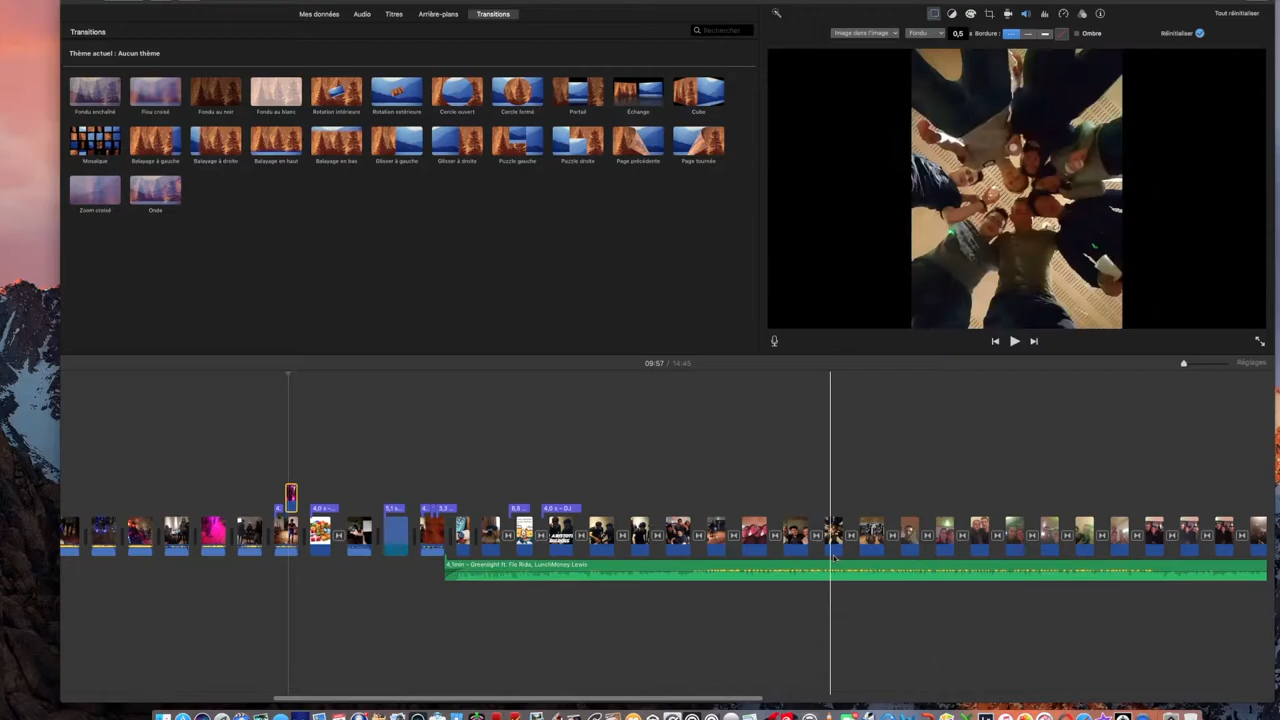 Mes données Audio Titres Arrière-plans Transitions
Tout réinitialiser
Transitions
Rechercher
Image dans l'image
Fondu
0,5
Bordure :
Ombre
Réinitialiser
Thème actuel : Aucun thème
Fondu enchaîné Flou croisé Fondu au noir Fondu au blanc Rotation intérieure Rotation extérieure Cercle ouvert Cercle fermé Portail Échange Cube
Mosaïque Balayage à gauche Balayage à droite Balayage en haut Balayage en bas Glisser à gauche Glisser à droite Puzzle gauche Puzzle droite Page précédente Page tournée
Zoom croisé Onde
09:57 / 14:45
Réglages
4, 4,0 s – 5,1 s 4.. 3,3 8,8 4,0 s – DJ
4,1min – Greenlight ft. Flo Rida, LunchMoney Lewis